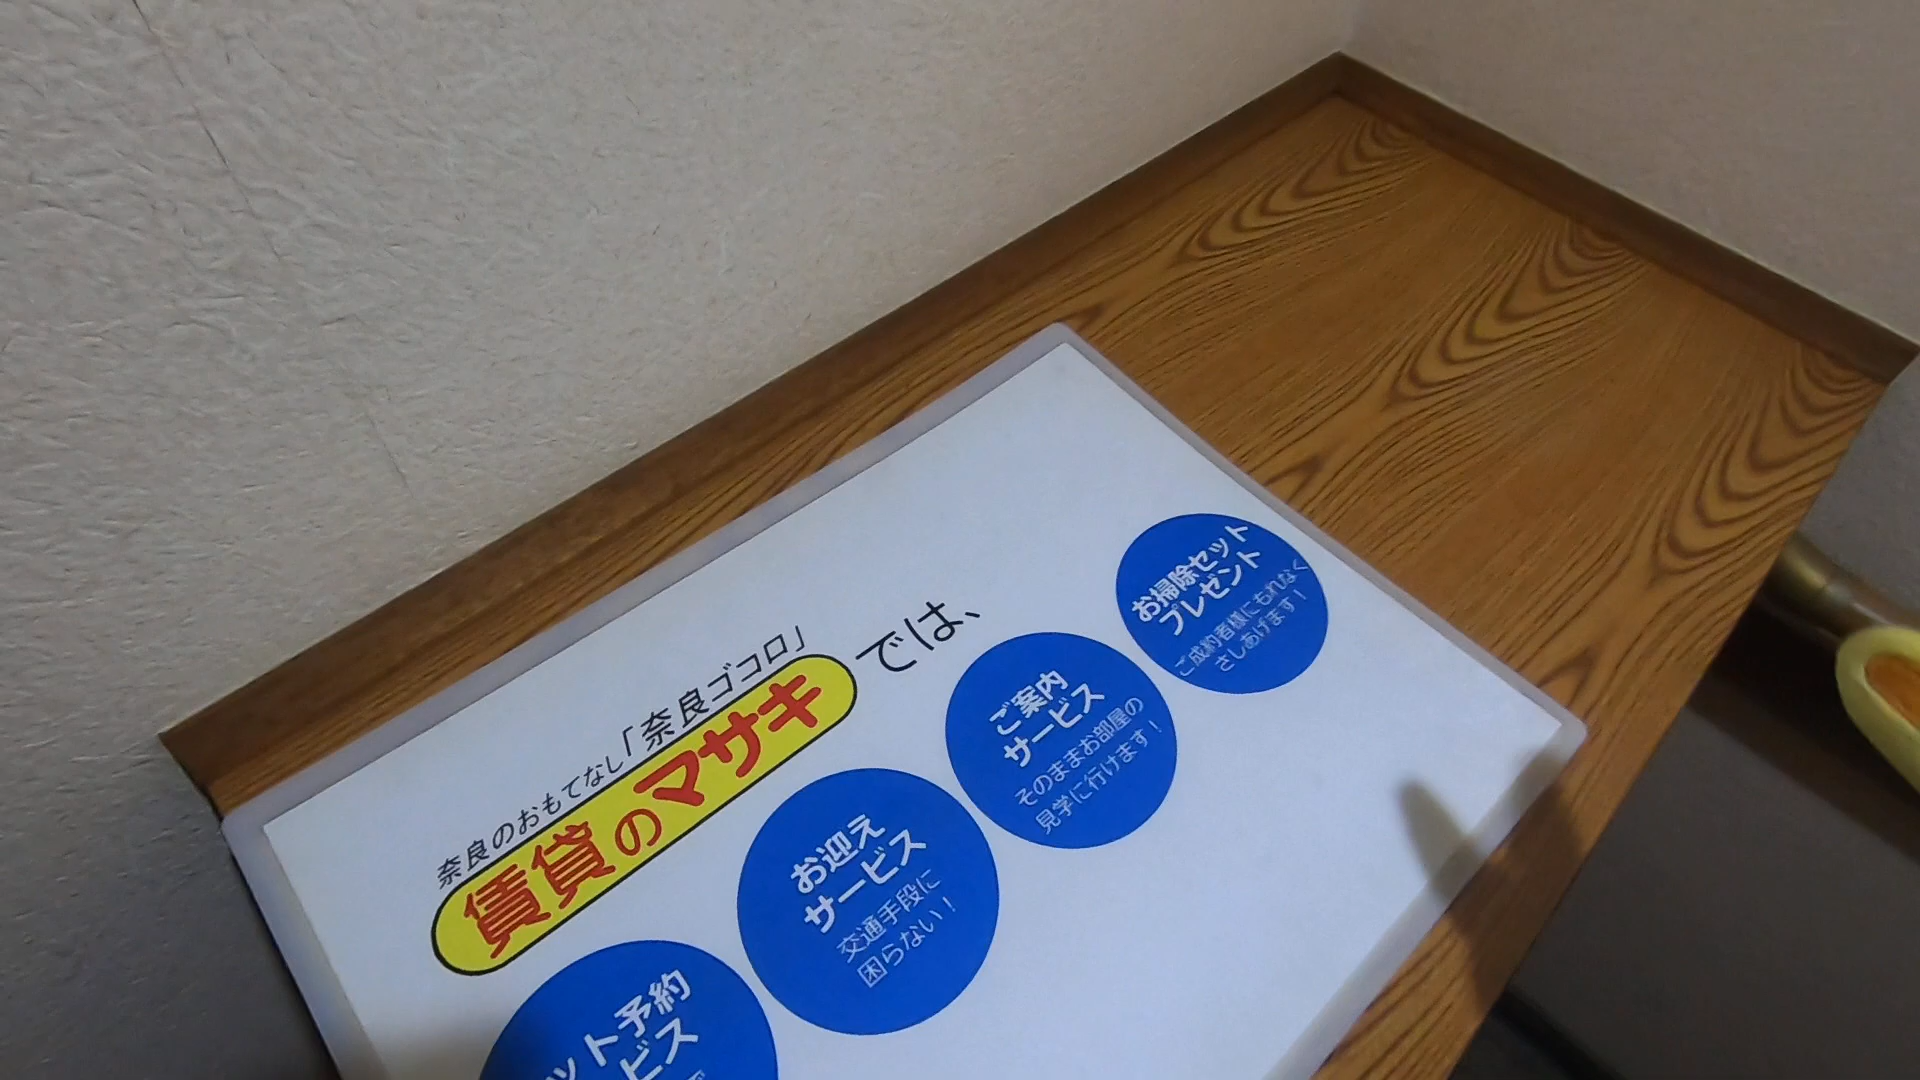 奈良のおもてなし「奈良ゴコロ」
賃貸のマサキ では、
ット予約
ビス
お迎え
サービス
交通手段に
困らない！
ご案内
サービス
そのままお部屋の
見学に行けます！
お掃除セット
プレゼント
ご成約者様にもれなく
さしあげます！